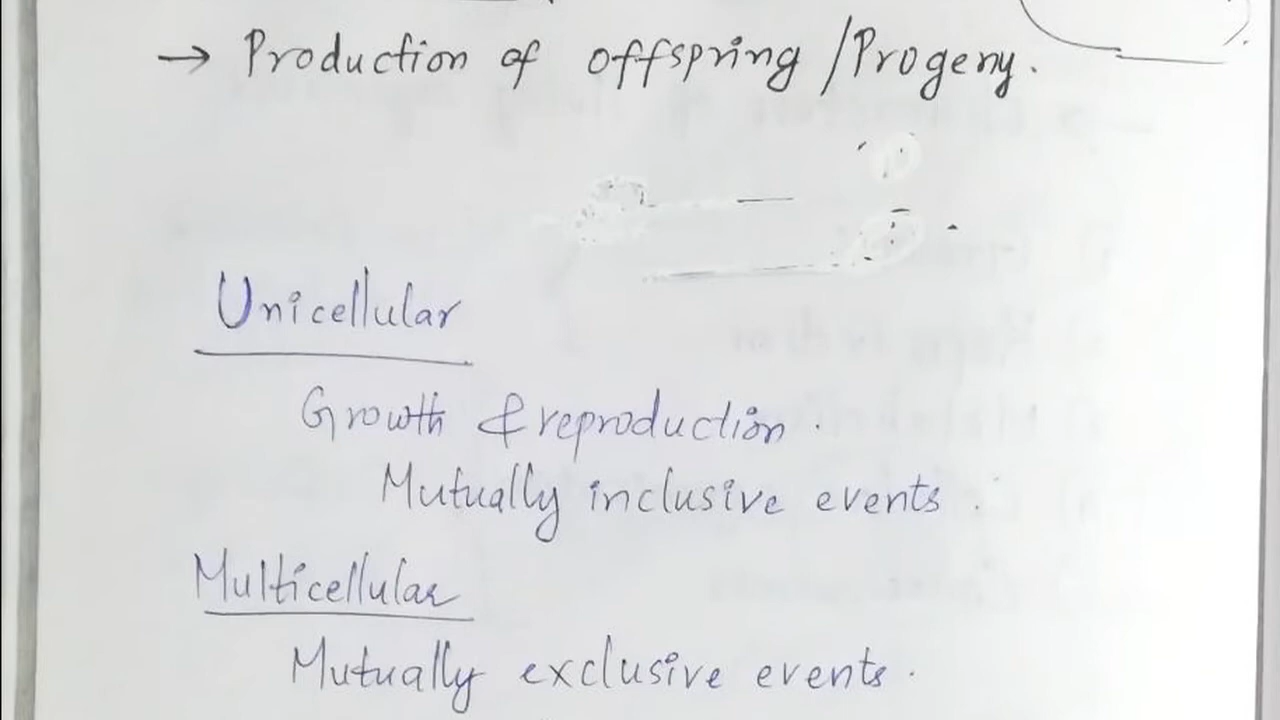 → Production of offspring / Progeny.
Unicellular
Growth & reproduction.
Mutually inclusive events.
Multicellular
Mutually exclusive events.